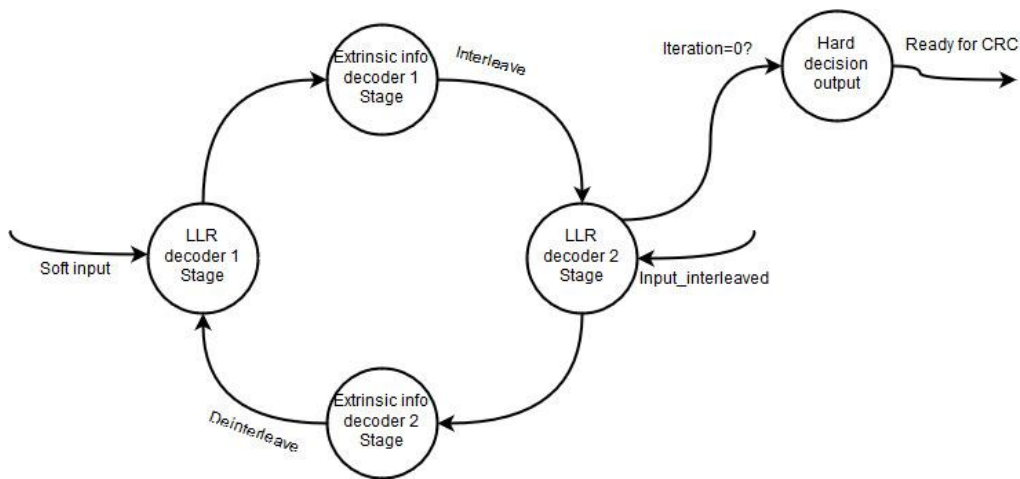 Extrinsic info
decoder 1
Stage
Interleave
Iteration=0?
Hard
decision
output
Ready for CRC
LLR
decoder 1
Stage
Soft input
LLR
decoder 2
Stage
Input_interleaved
Extrinsic info
decoder 2
Stage
Deinterleave